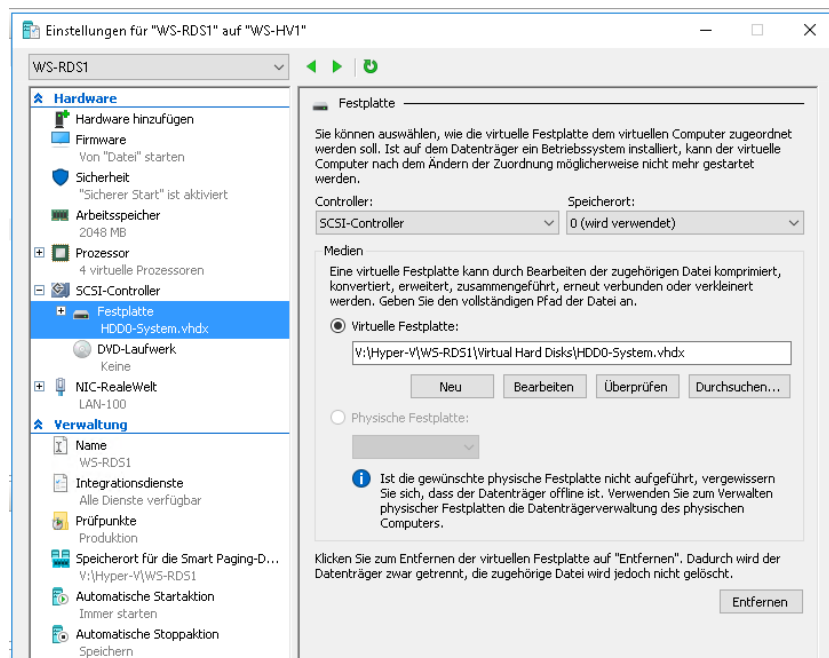 Einstellungen für "WS-RDS1" auf "WS-HV1"
WS-RDS1
Hardware
Hardware hinzufügen
Firmware
Von "Datei" starten
Sicherheit
"Sicherer Start" ist aktiviert
Arbeitsspeicher
2048 MB
Prozessor
4 virtuelle Prozessoren
SCSI-Controller
Festplatte
HDD0-System.vhdx
DVD-Laufwerk
Keine
NIC-RealeWelt
LAN-100
Verwaltung
Name
WS-RDS1
Integrationsdienste
Alle Dienste verfügbar
Prüfpunkte
Produktion
Speicherort für die Smart Paging-D...
V:\Hyper-V\WS-RDS1
Automatische Startaktion
Immer starten
Automatische Stoppaktion
Speichern
Festplatte
Sie können auswählen, wie die virtuelle Festplatte dem virtuellen Computer zugeordnet
werden soll. Ist auf dem Datenträger ein Betriebssystem installiert, kann der virtuelle
Computer nach dem Ändern der Zuordnung möglicherweise nicht mehr gestartet
werden.
Controller:
Speicherort:
SCSI-Controller
0 (wird verwendet)
Medien
Eine virtuelle Festplatte kann durch Bearbeiten der zugehörigen Datei komprimiert,
konvertiert, erweitert, zusammengeführt, erneut verbunden oder verkleinert
werden. Geben Sie den vollständigen Pfad der Datei an.
Virtuelle Festplatte:
V:\Hyper-V\WS-RDS1\Virtual Hard Disks\HDD0-System.vhdx
Neu
Bearbeiten
Überprüfen
Durchsuchen...
Physische Festplatte:
Ist die gewünschte physische Festplatte nicht aufgeführt, vergewissern
Sie sich, dass der Datenträger offline ist. Verwenden Sie zum Verwalten
physischer Festplatten die Datenträgerverwaltung des physischen
Computers.
Klicken Sie zum Entfernen der virtuellen Festplatte auf "Entfernen". Dadurch wird der
Datenträger zwar getrennt, die zugehörige Datei wird jedoch nicht gelöscht.
Entfernen